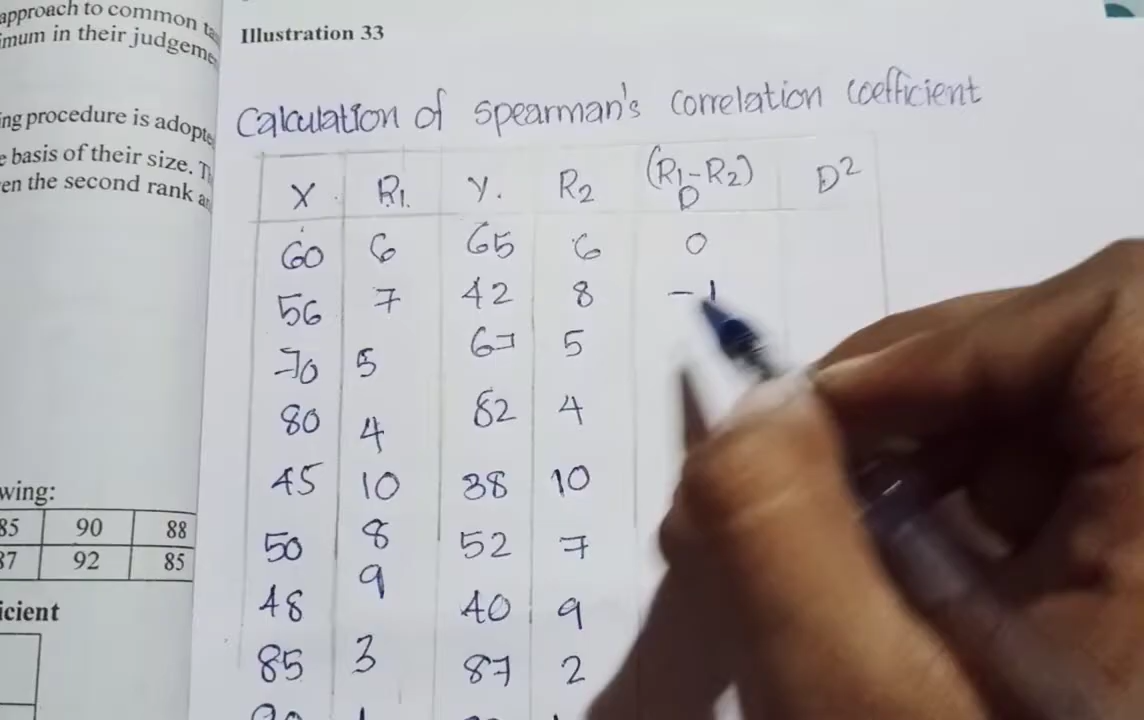 approach to common
mum in their judgeme
ing procedure is adopte
e basis of their size.
en the second rank a
wing:
85 90 88
87 92 85
icient
Illustration 33
Calculation of Spearman's Correlation Coefficient
X R1. Y. R2 (R1-R2) D D²
60 6 65 6 0
56 7 42 8 -1
70 5 67 5
80 4 82 4
45 10 38 10
50 8 52 7
48 9 40 9
85 3 87 2